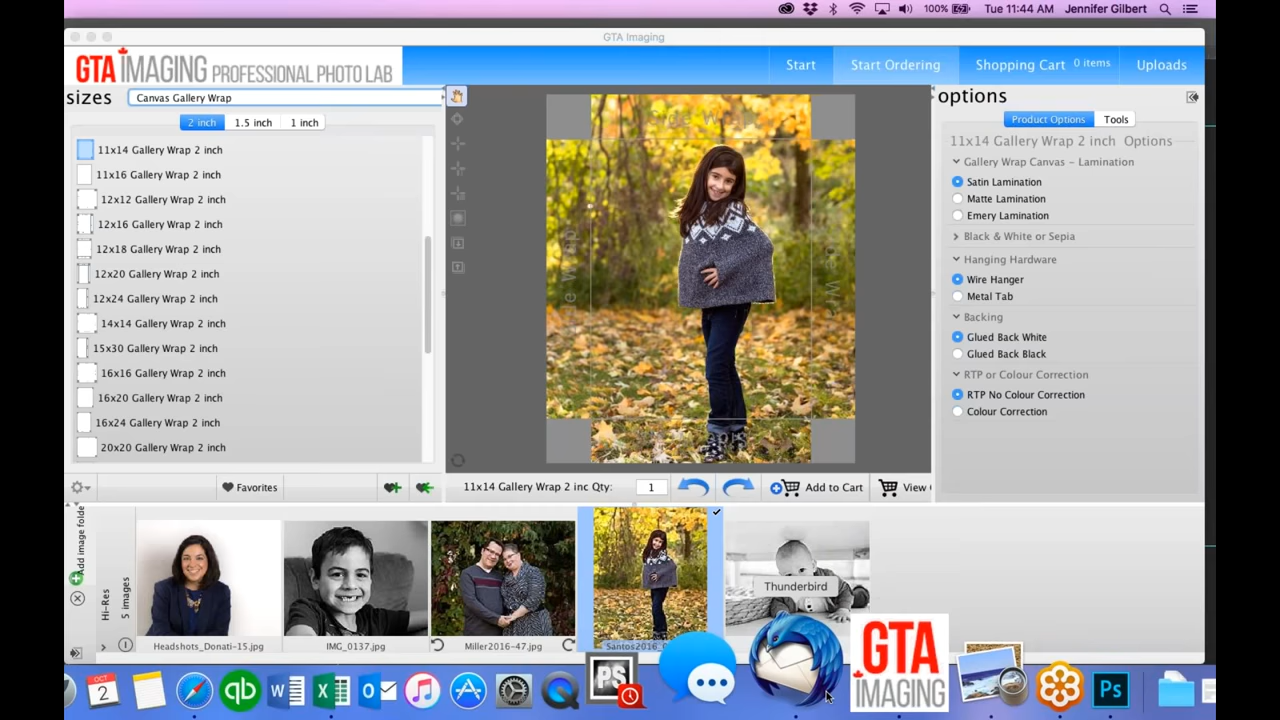 100% Tue 11:44 AM Jennifer Gilbert
GTA Imaging
GTA IMAGING PROFESSIONAL PHOTO LAB
Start Start Ordering Shopping Cart 0 items Uploads
sizes Canvas Gallery Wrap
2 inch 1.5 inch 1 inch
11x14 Gallery Wrap 2 inch
11x16 Gallery Wrap 2 inch
12x12 Gallery Wrap 2 inch
12x16 Gallery Wrap 2 inch
12x18 Gallery Wrap 2 inch
12x20 Gallery Wrap 2 inch
12x24 Gallery Wrap 2 inch
14x14 Gallery Wrap 2 inch
15x30 Gallery Wrap 2 inch
16x16 Gallery Wrap 2 inch
16x20 Gallery Wrap 2 inch
16x24 Gallery Wrap 2 inch
20x20 Gallery Wrap 2 inch
Favorites
options
Product Options Tools
11x14 Gallery Wrap 2 inch Options
Gallery Wrap Canvas - Lamination
Satin Lamination
Matte Lamination
Emery Lamination
Black & White or Sepia
Hanging Hardware
Wire Hanger
Metal Tab
Backing
Glued Back White
Glued Back Black
RTP or Colour Correction
RTP No Colour Correction
Colour Correction
11x14 Gallery Wrap 2 inc Qty: 1 Add to Cart View
Add image folde
Hi-Res
5 images
Headshots_Donati-15.jpg IMG_0137.jpg Miller2016-47.jpg
Thunderbird
OCT
2
qb
PS
GTA
IMAGING
Ps